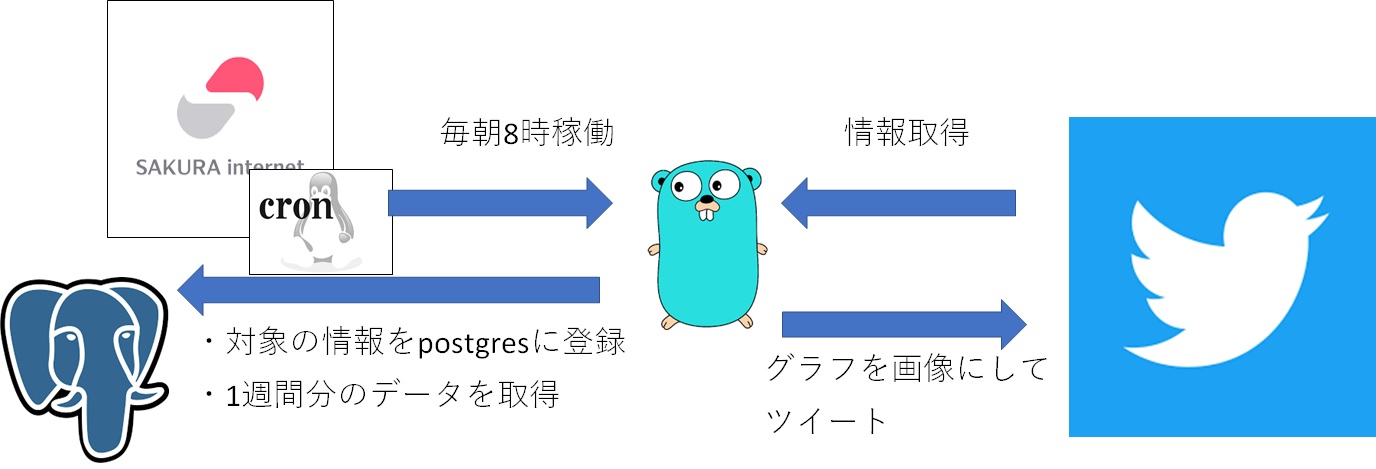 SAKURA internet
cron
毎朝8時稼働
情報取得
・対象の情報をpostgresに登録
・1週間分のデータを取得
グラフを画像にして
ツイート